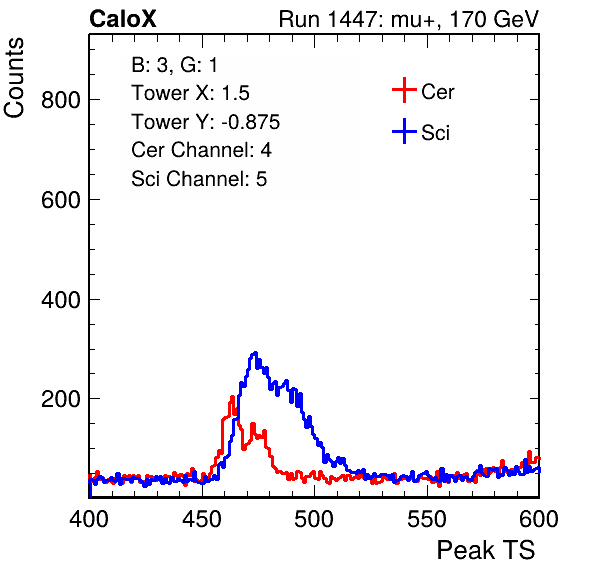 CaloX Run 1447: mu+, 170 GeV
Counts
B: 3, G: 1
Tower X: 1.5
Tower Y: -0.875
Cer Channel: 4
Sci Channel: 5
Cer
Sci
800
600
400
200
400 450 500 550 600
Peak TS